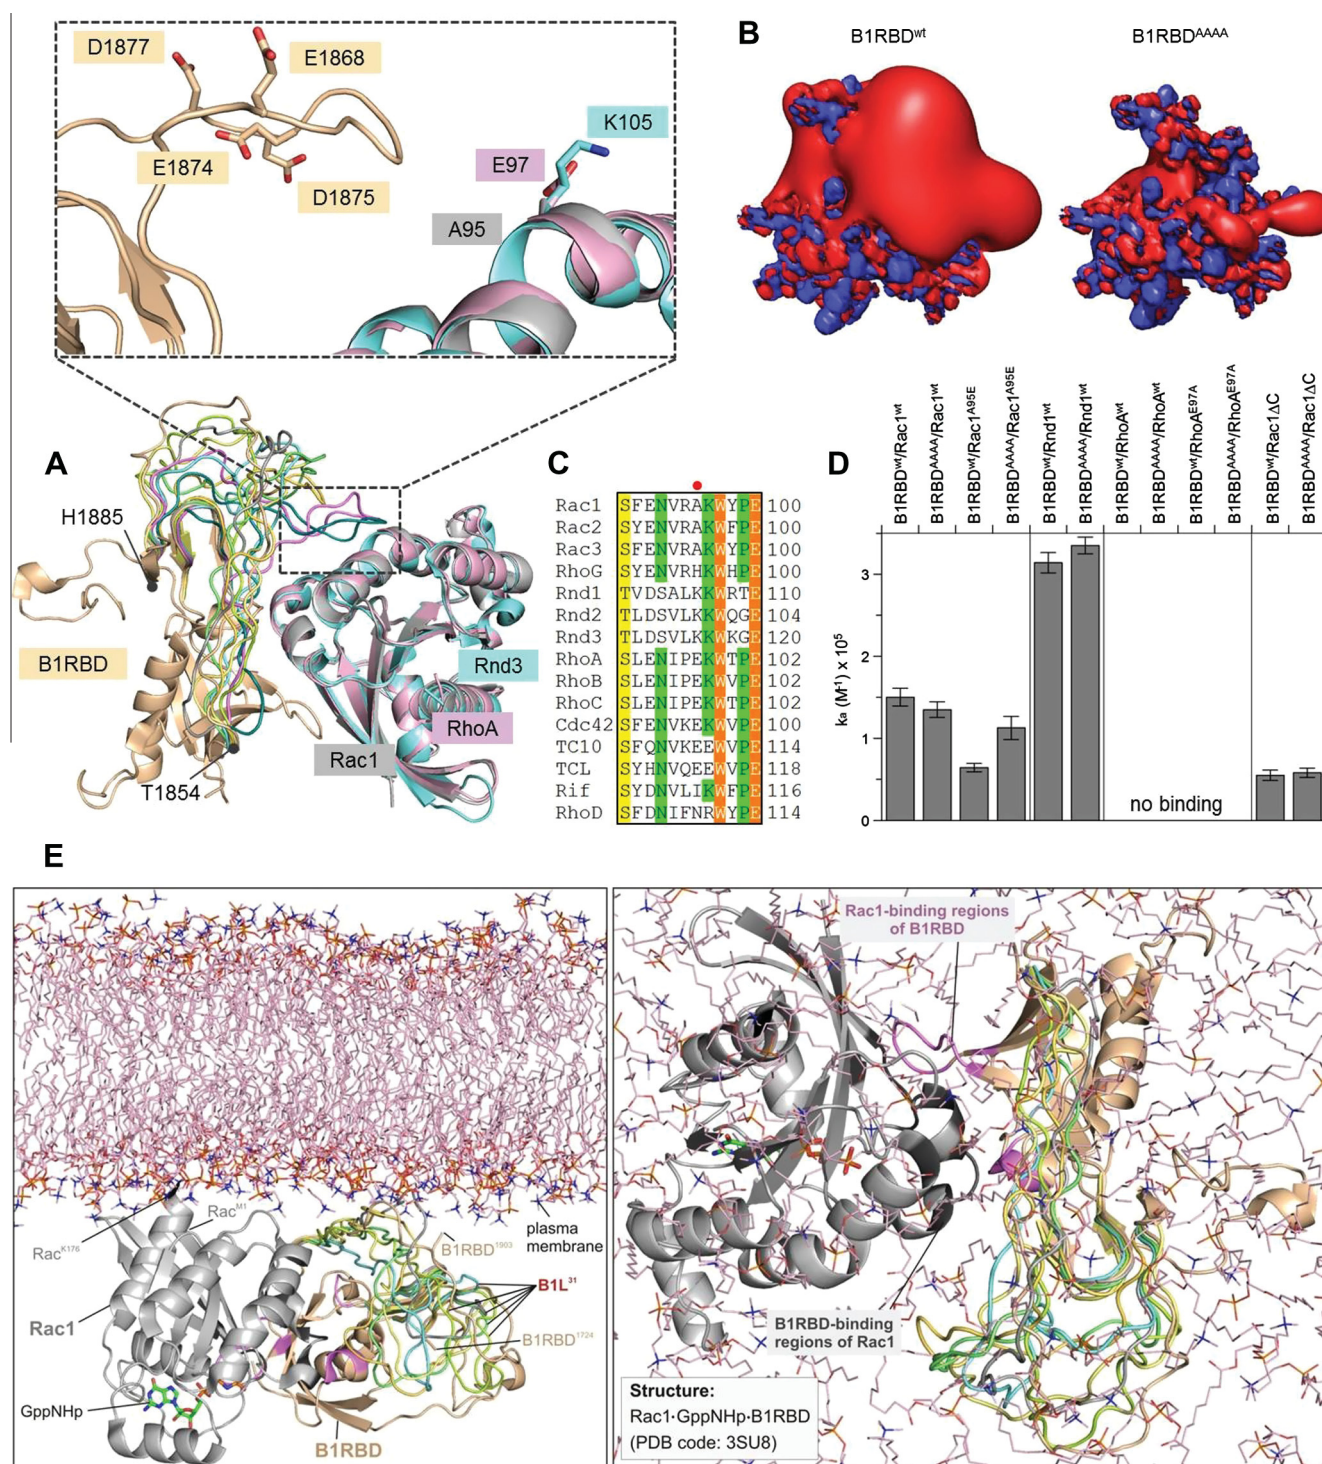 D1877
E1868
E1874
D1875
K105
E97
A95
B
B1RBDwt
B1RBDAAAA
A
H1885
B1RBD
T1854
Rnd3
RhoA
Rac1
C
Rac1 SFENVRAKWYPE 100
Rac2 SYENVRAKWFPE 100
Rac3 SFENVRAKWYPE 100
RhoG SYENVRHKWHPE 100
Rnd1 TVDSALKKWRTE 110
Rnd2 TLDSVLKKWQGE 104
Rnd3 TLDSVLKKWKGE 120
RhoA SLENIPEKWTPE 102
RhoB SLENIPEKWVPE 102
RhoC SLENIPEKWTPE 102
Cdc42 SFENVKEKWVPE 100
TC10 SFQNVKEEWVPE 114
TCL SYHNVQEEWVPE 118
Rif SYDNVLIKWFPE 116
RhoD SFDNIFNRWYPE 114
D
B1RBDwt/Rac1wt
B1RBDAAAA/Rac1wt
B1RBDwt/Rac1A95E
B1RBDAAAA/Rac1A95E
B1RBDwt/Rnd1wt
B1RBDAAAA/Rnd1wt
B1RBDwt/RhoAwt
B1RBDAAAA/RhoAwt
B1RBDwt/RhoAE97A
B1RBDAAAA/RhoAE97A
B1RBDwt/Rac1ΔC
B1RBDAAAA/Rac1ΔC
ka (M-1) x 105
3
2
1
0
no binding
E
RacK176
RacM1
plasma
membrane
B1RBD1903
B1L31
Rac1
B1RBD1724
GppNHp
B1RBD
Rac1-binding regions
of B1RBD
B1RBD-binding
regions of Rac1
Structure:
Rac1·GppNHp·B1RBD
(PDB code: 3SU8)